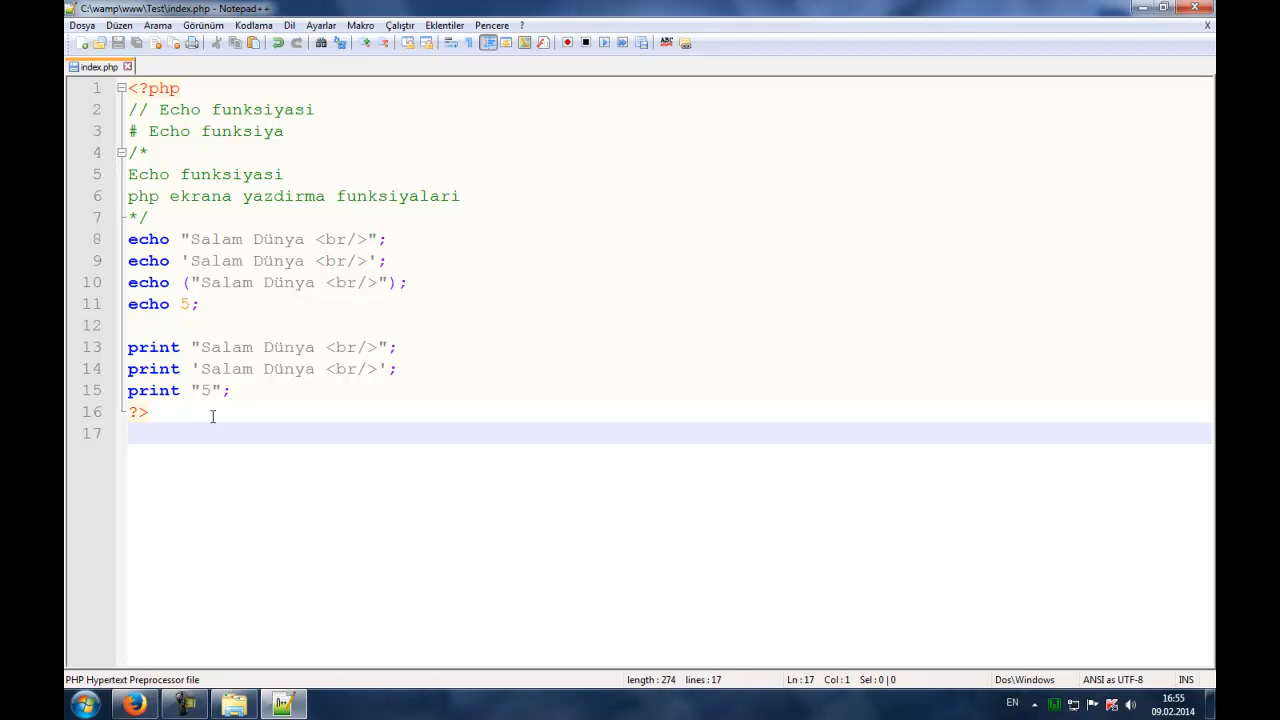 C:\wamp\www\Test\index.php - Notepad++
Dosya Düzen Arama Görünüm Kodlama Dil Ayarlar Makro Çalıştır Eklentiler Pencere ? X
index.php
1 <?php
2 // Echo funksiyasi
3 # Echo funksiya
4 /*
5 Echo funksiyasi
6 php ekrana yazdirma funksiyalari
7 */
8 echo "Salam Dünya <br/>";
9 echo 'Salam Dünya <br/>';
10 echo ("Salam Dünya <br/>");
11 echo 5;
12
13 print "Salam Dünya <br/>";
14 print 'Salam Dünya <br/>';
15 print "5";
16 ?>
17
PHP Hypertext Preprocessor file length : 274 lines : 17 Ln : 17 Col : 1 Sel : 0 | 0 Dos\Windows ANSI as UTF-8 INS
EN 16:55
09.02.2014